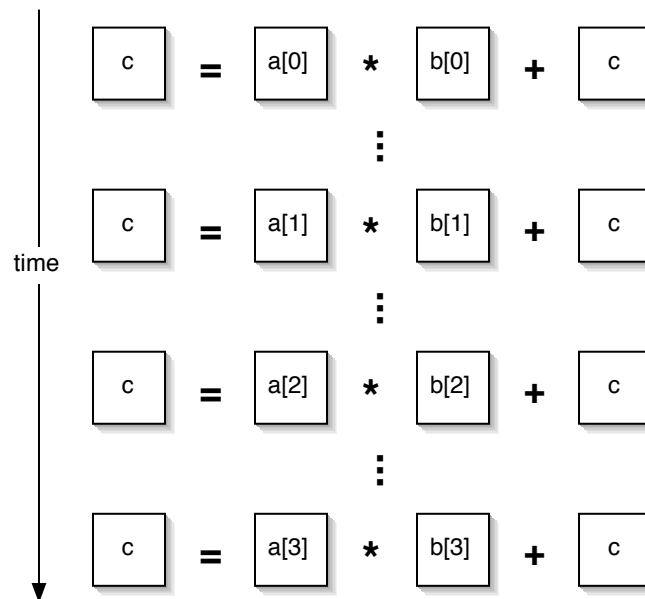 c = a[0] * b[0] + c
⋮
c = a[1] * b[1] + c
time
⋮
c = a[2] * b[2] + c
⋮
c = a[3] * b[3] + c